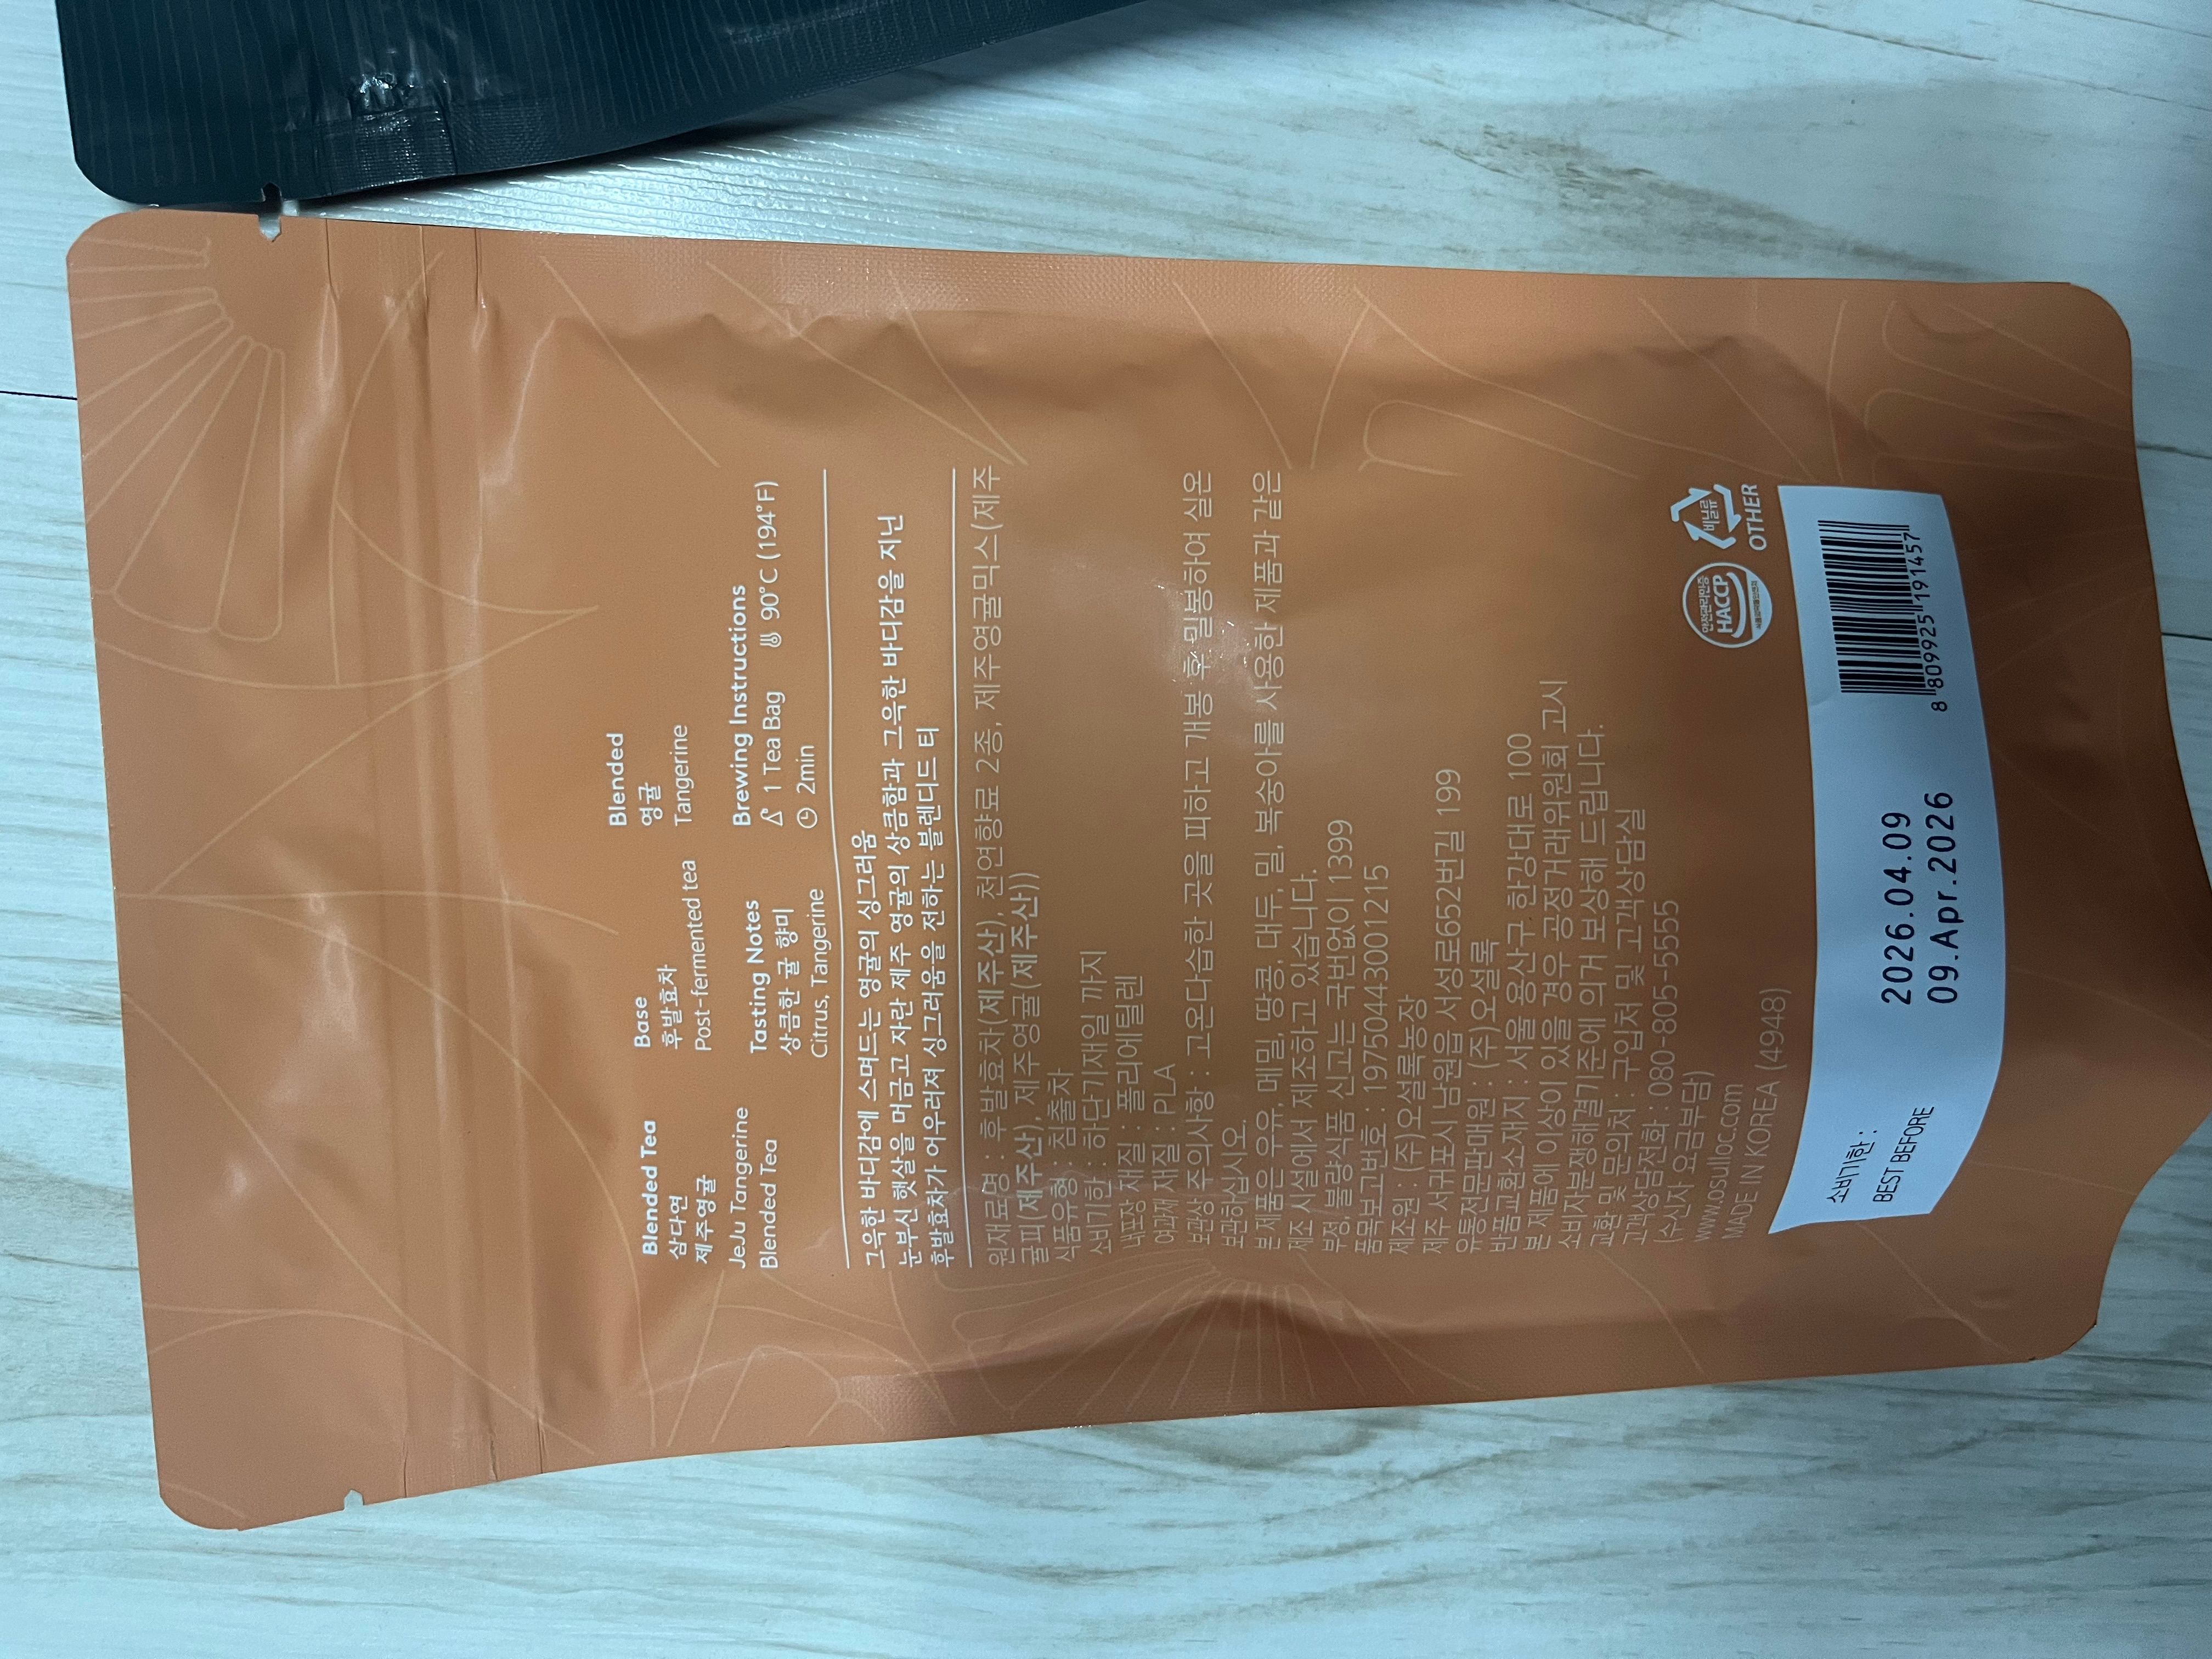 Blended Tea
삼다연
제주영귤
JeJu Tangerine
Blended Tea
Base
후발효차
Post-fermented tea
Blended
영귤
Tangerine
Tasting Notes
상큼한 귤 향미
Citrus, Tangerine
Brewing Instructions
1 Tea Bag 90°C (194°F)
2min
그윽한 바디감에 스며드는 영귤의 싱그러움
눈부신 햇살을 머금고 자란 제주 영귤의 상큼함과 그윽한 바디감을 지닌
후발효차가 어우러져 싱그러움을 전하는 블렌디드 티
원재료명 : 후발효차(제주산), 천연향료 2종, 제주영귤믹스(제주
귤피(제주산), 제주영귤(제주산))
식품유형 : 침출차
소비기한 : 하단기재일 까지
내포장 재질 : 폴리에틸렌
여과재 재질 : PLA
보관상 주의사항 : 고온다습한 곳을 피하고 개봉 후 밀봉하여 실온
보관하십시오.
본 제품은 우유, 메밀, 땅콩, 대두, 밀, 복숭아를 사용한 제품과 같은
제조 시설에서 제조하고 있습니다.
부정, 불량식품 신고는 국번없이 1399
품목보고번호 : 1975044300​1215
제조원 : (주)오설록농장
제주 서귀포시 남원읍 서성로652번길 199
유통전문판매원 : (주)오설록
반품교환소재지 : 서울 용산구 한강대로 100
본 제품에 이상이 있을 경우 공정거래위원회 고시
소비자분쟁해결기준에 의거 보상해 드립니다.
교환 및 문의처 : 구입처 및 고객상담실
고객상담전화 : 080-805-5555
(수신자 요금부담)
www.osulloc.com
MADE IN KOREA (4948)
안전관리인증
HACCP
비닐류
OTHER
소비기한 :
BEST BEFORE
2026.04.09
09.Apr.2026
8 809925 191457